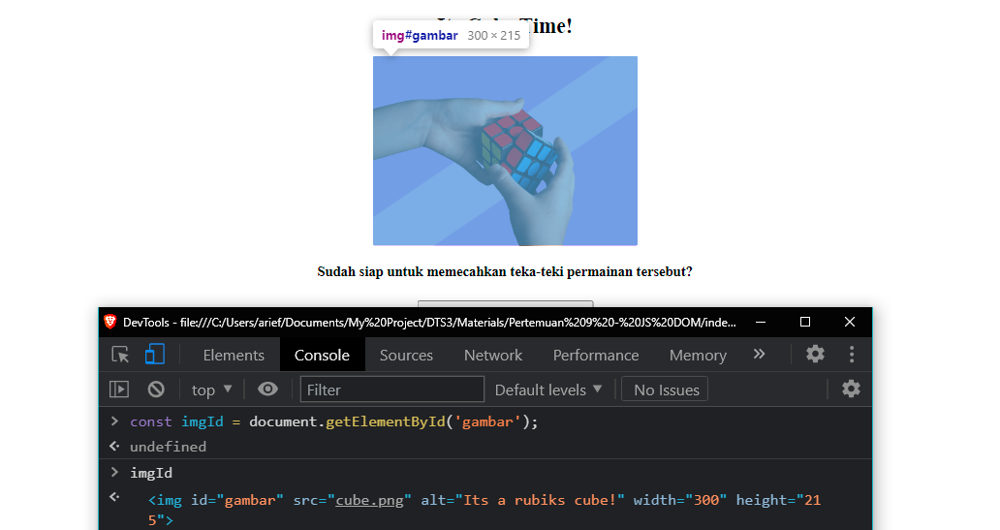 Time!
img#gambar 300 × 215
Sudah siap untuk memecahkan teka-teki permainan tersebut?
DevTools - file:///C:/Users/arief/Documents/My%20Project/DTS3/Materials/Pertemuan%209%20-%20JS%20DOM/inde...
Elements Console Sources Network Performance Memory »
top Filter Default levels No Issues
> const imgId = document.getElementById('gambar');
undefined
> imgId
<img id="gambar" src="cube.png" alt="Its a rubiks cube!" width="300" height="21
5">